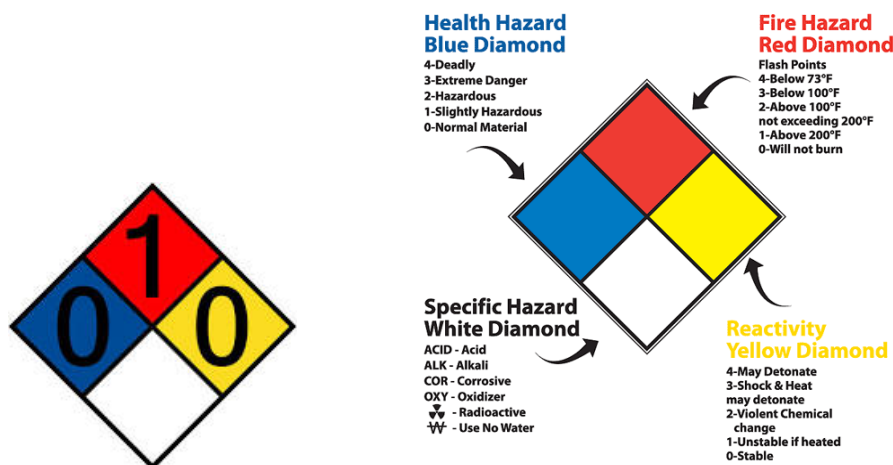 Health Hazard
Blue Diamond
4-Deadly
3-Extreme Danger
2-Hazardous
1-Slightly Hazardous
0-Normal Material
Fire Hazard
Red Diamond
Flash Points
4-Below 73°F
3-Below 100°F
2-Above 100°F
not exceeding 200°F
1-Above 200°F
0-Will not burn
1
0 0
Specific Hazard
White Diamond
ACID - Acid
ALK - Alkali
COR - Corrosive
OXY - Oxidizer
- Radioactive
W - Use No Water
Reactivity
Yellow Diamond
4-May Detonate
3-Shock & Heat
may detonate
2-Violent Chemical
change
1-Unstable if heated
0-Stable